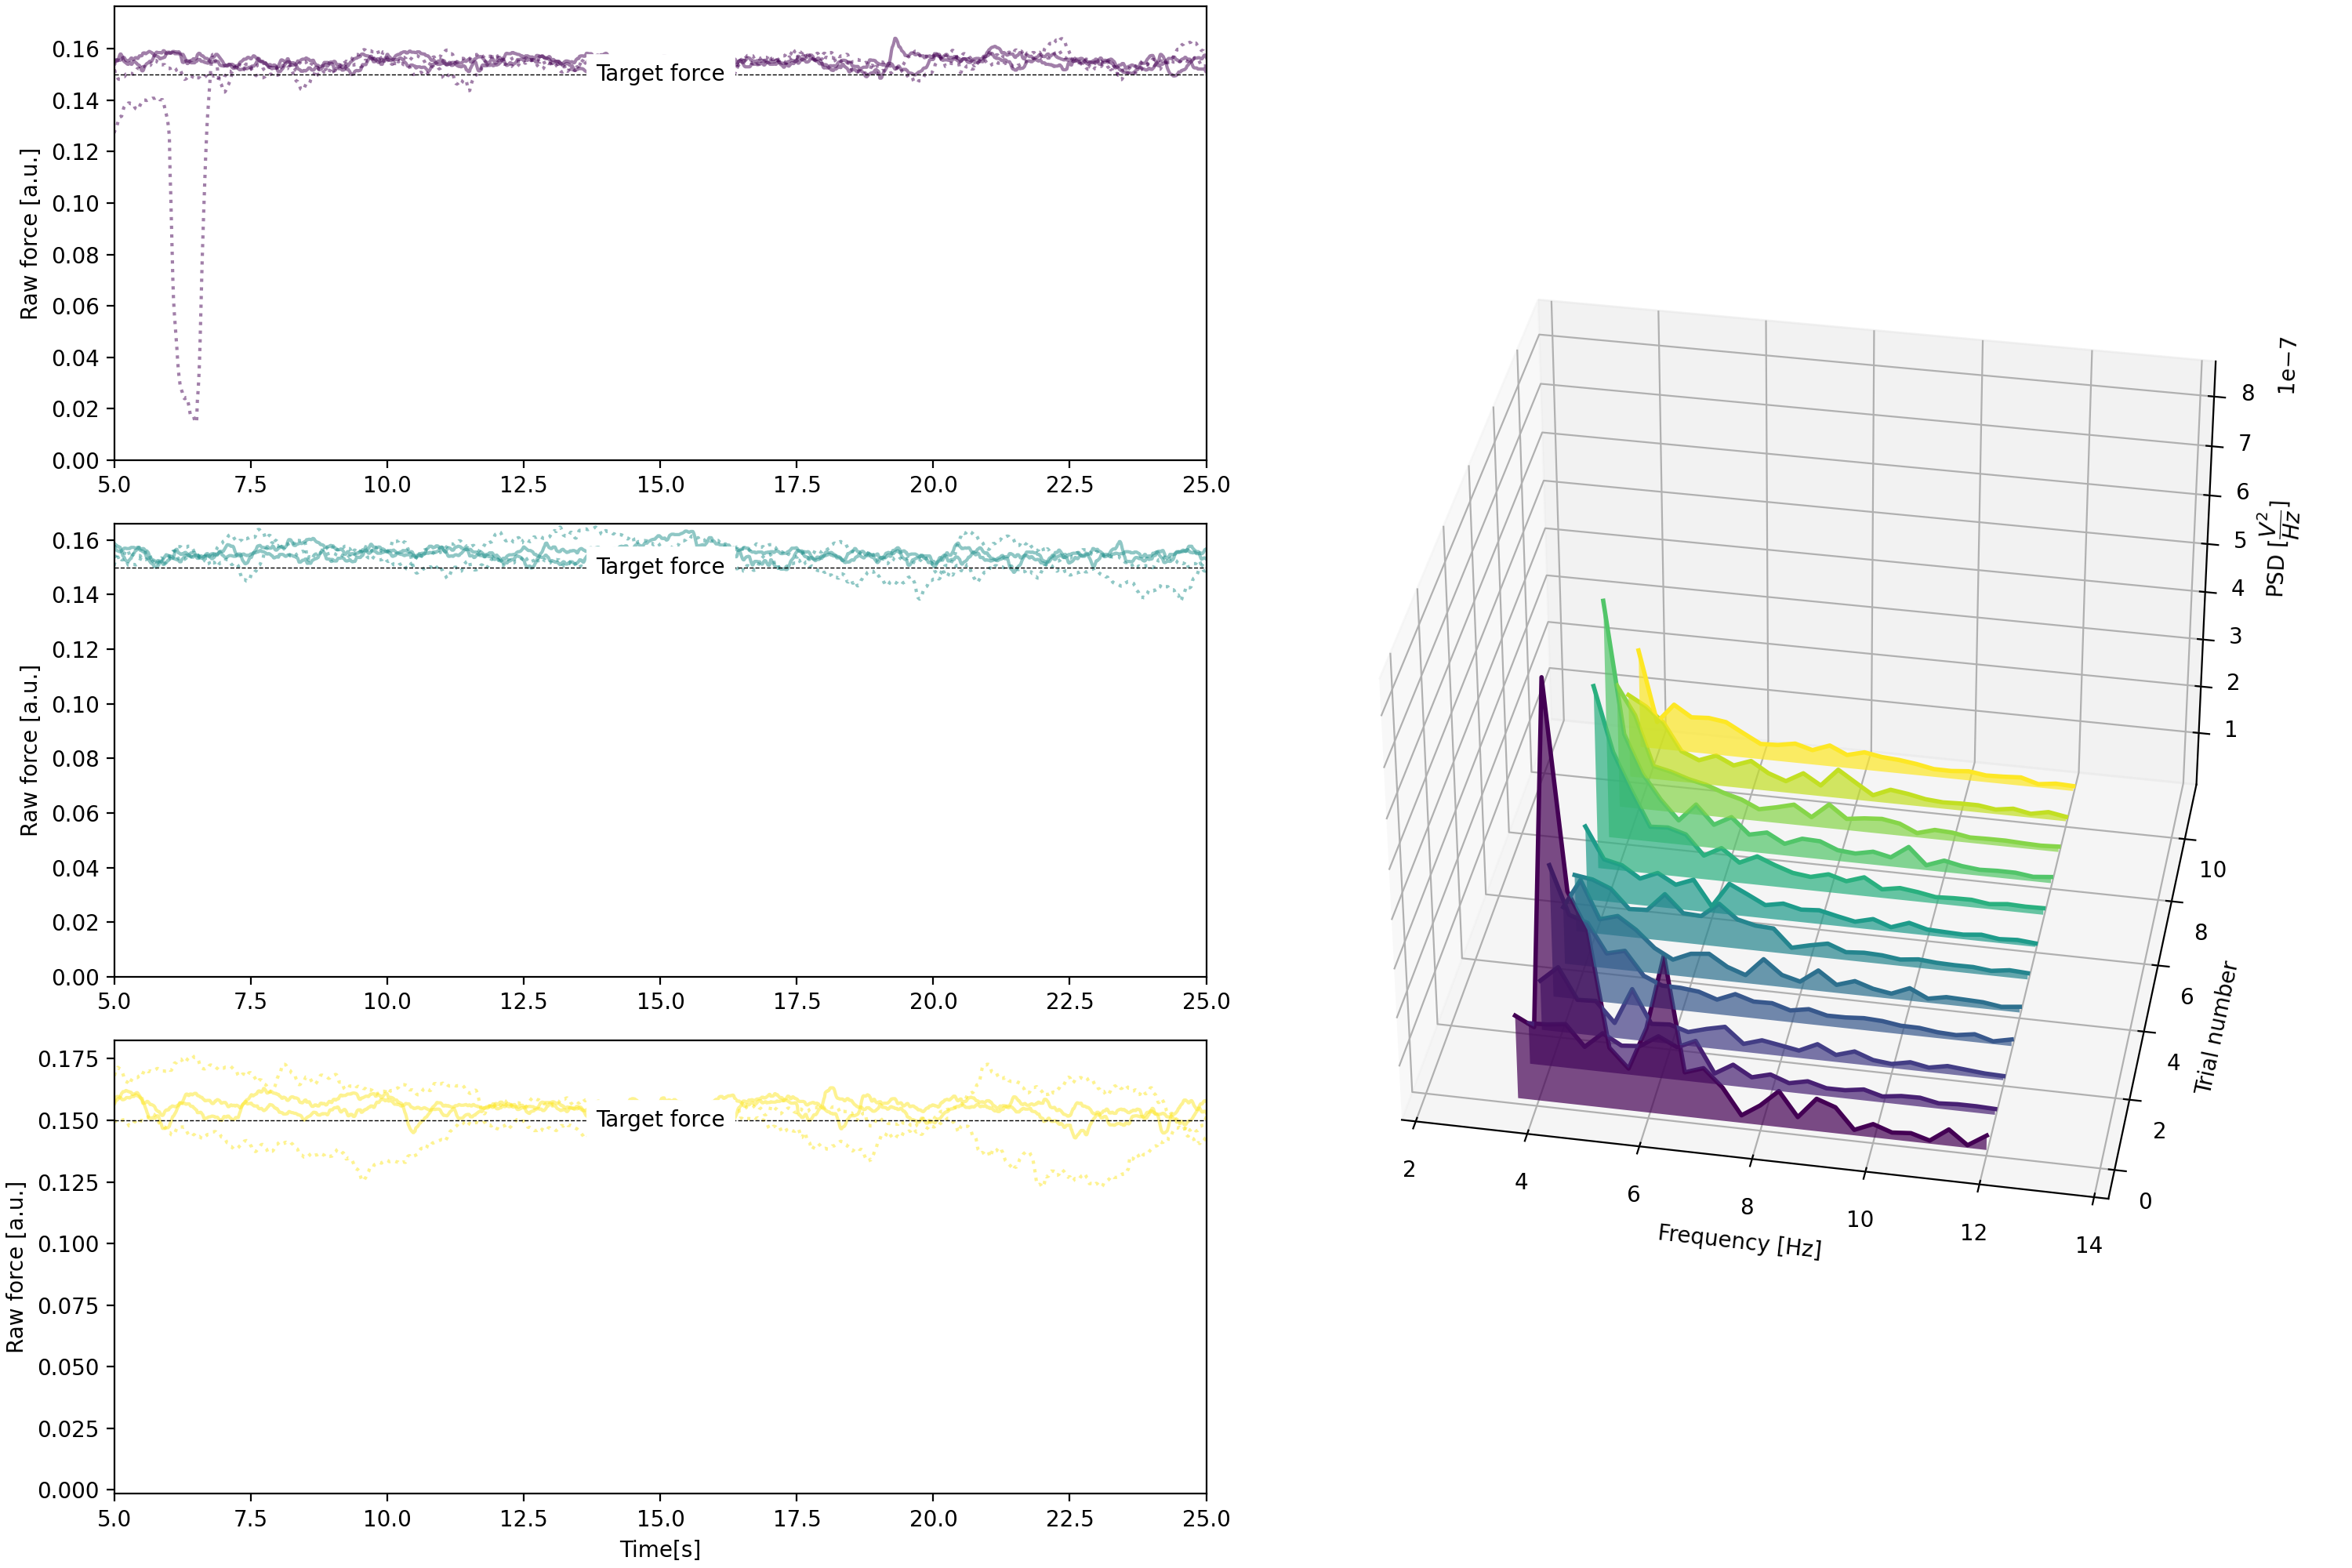 0.16
0.14
0.12
0.10
0.08
0.06
0.04
0.02
0.00
Raw force [a.u.]
Target force
5.0 7.5 10.0 12.5 15.0 17.5 20.0 22.5 25.0
0.16
0.14
0.12
0.10
0.08
0.06
0.04
0.02
0.00
Raw force [a.u.]
Target force
5.0 7.5 10.0 12.5 15.0 17.5 20.0 22.5 25.0
0.175
0.150
0.125
0.100
0.075
0.050
0.025
0.000
Raw force [a.u.]
Target force
5.0 7.5 10.0 12.5 15.0 17.5 20.0 22.5 25.0
Time[s]
1e−7
8
7
6
5
4
3
2
1
PSD [V²/Hz]
10
8
6
4
2
0
Trial number
2 4 6 8 10 12 14
Frequency [Hz]